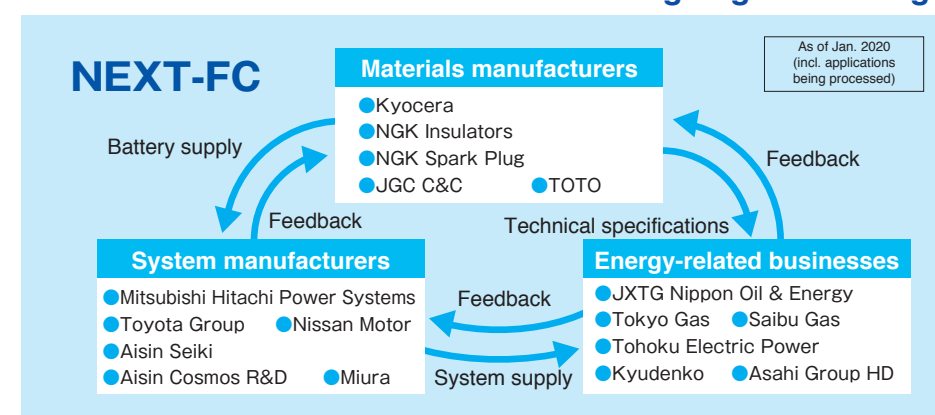 NEXT-FC
As of Jan. 2020
(incl. applications
being processed)
Materials manufacturers
●Kyocera
●NGK Insulators
●NGK Spark Plug
●JGC C&C ●TOTO
Battery supply
Feedback
Feedback
Technical specifications
System manufacturers
●Mitsubishi Hitachi Power Systems
●Toyota Group ●Nissan Motor
●Aisin Seiki
●Aisin Cosmos R&D ●Miura
Feedback
System supply
Energy-related businesses
●JXTG Nippon Oil & Energy
●Tokyo Gas ●Saibu Gas
●Tohoku Electric Power
●Kyudenko ●Asahi Group HD